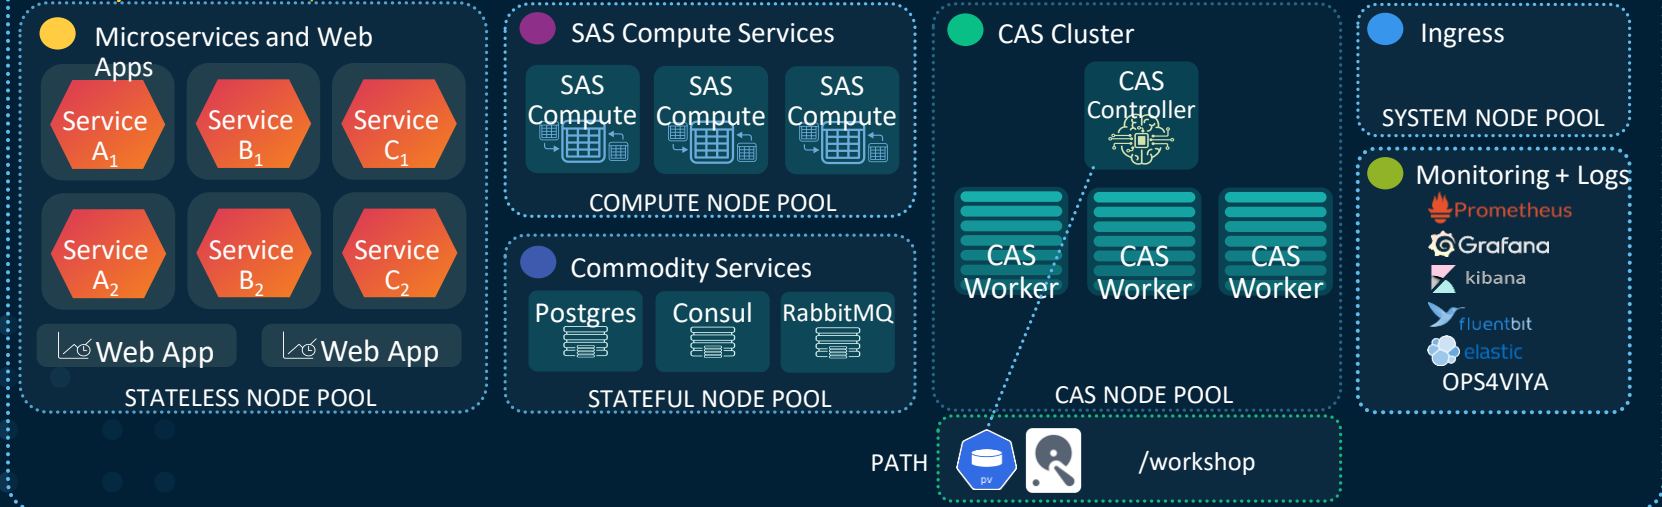 Microservices and Web
Apps
Service
A1
Service
B1
Service
C1
Service
A2
Service
B2
Service
C2
Web App
Web App
STATELESS NODE POOL
SAS Compute Services
SAS
Compute
SAS
Compute
SAS
Compute
COMPUTE NODE POOL
Commodity Services
Postgres
Consul
RabbitMQ
STATEFUL NODE POOL
CAS Cluster
CAS
Controller
CAS
Worker
CAS
Worker
CAS
Worker
CAS NODE POOL
PATH
pv
/workshop
Ingress
SYSTEM NODE POOL
Monitoring + Logs
Prometheus
Grafana
kibana
fluentbit
elastic
OPS4VIYA